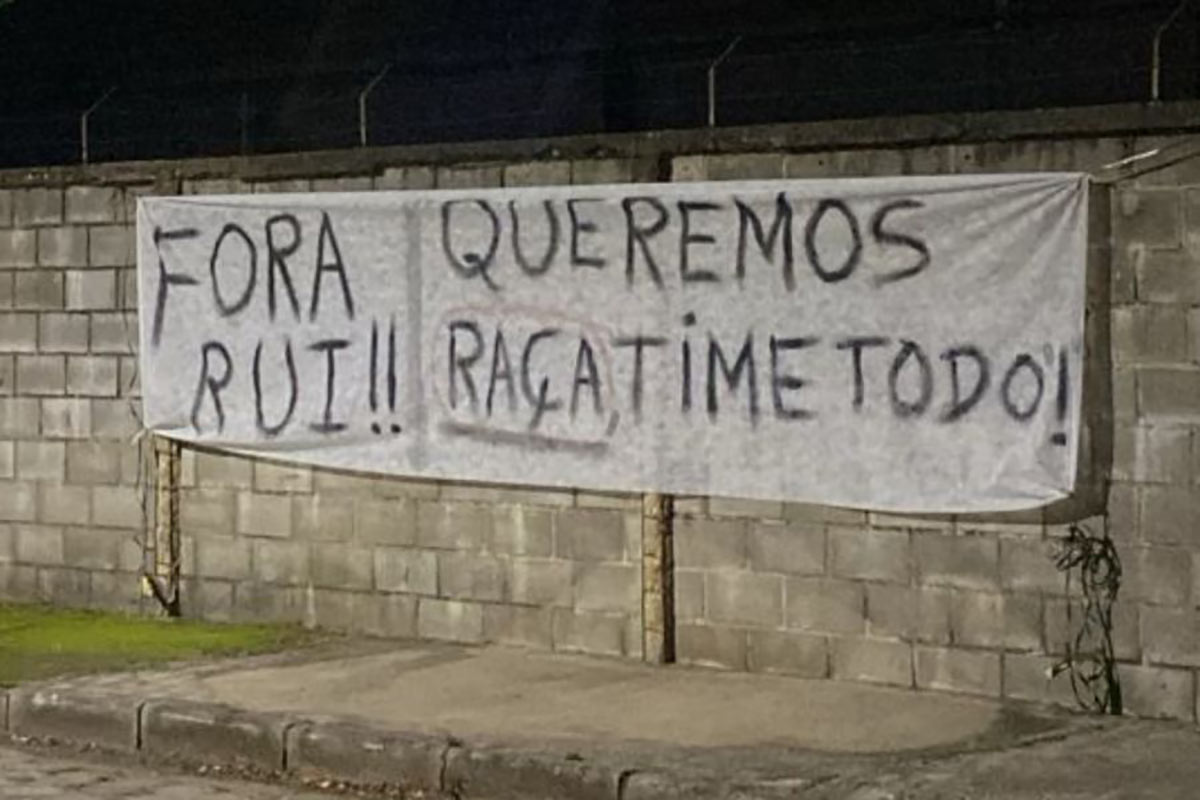 FORA
RUI!!
QUEREMOS
RAÇA, TiME TODO!